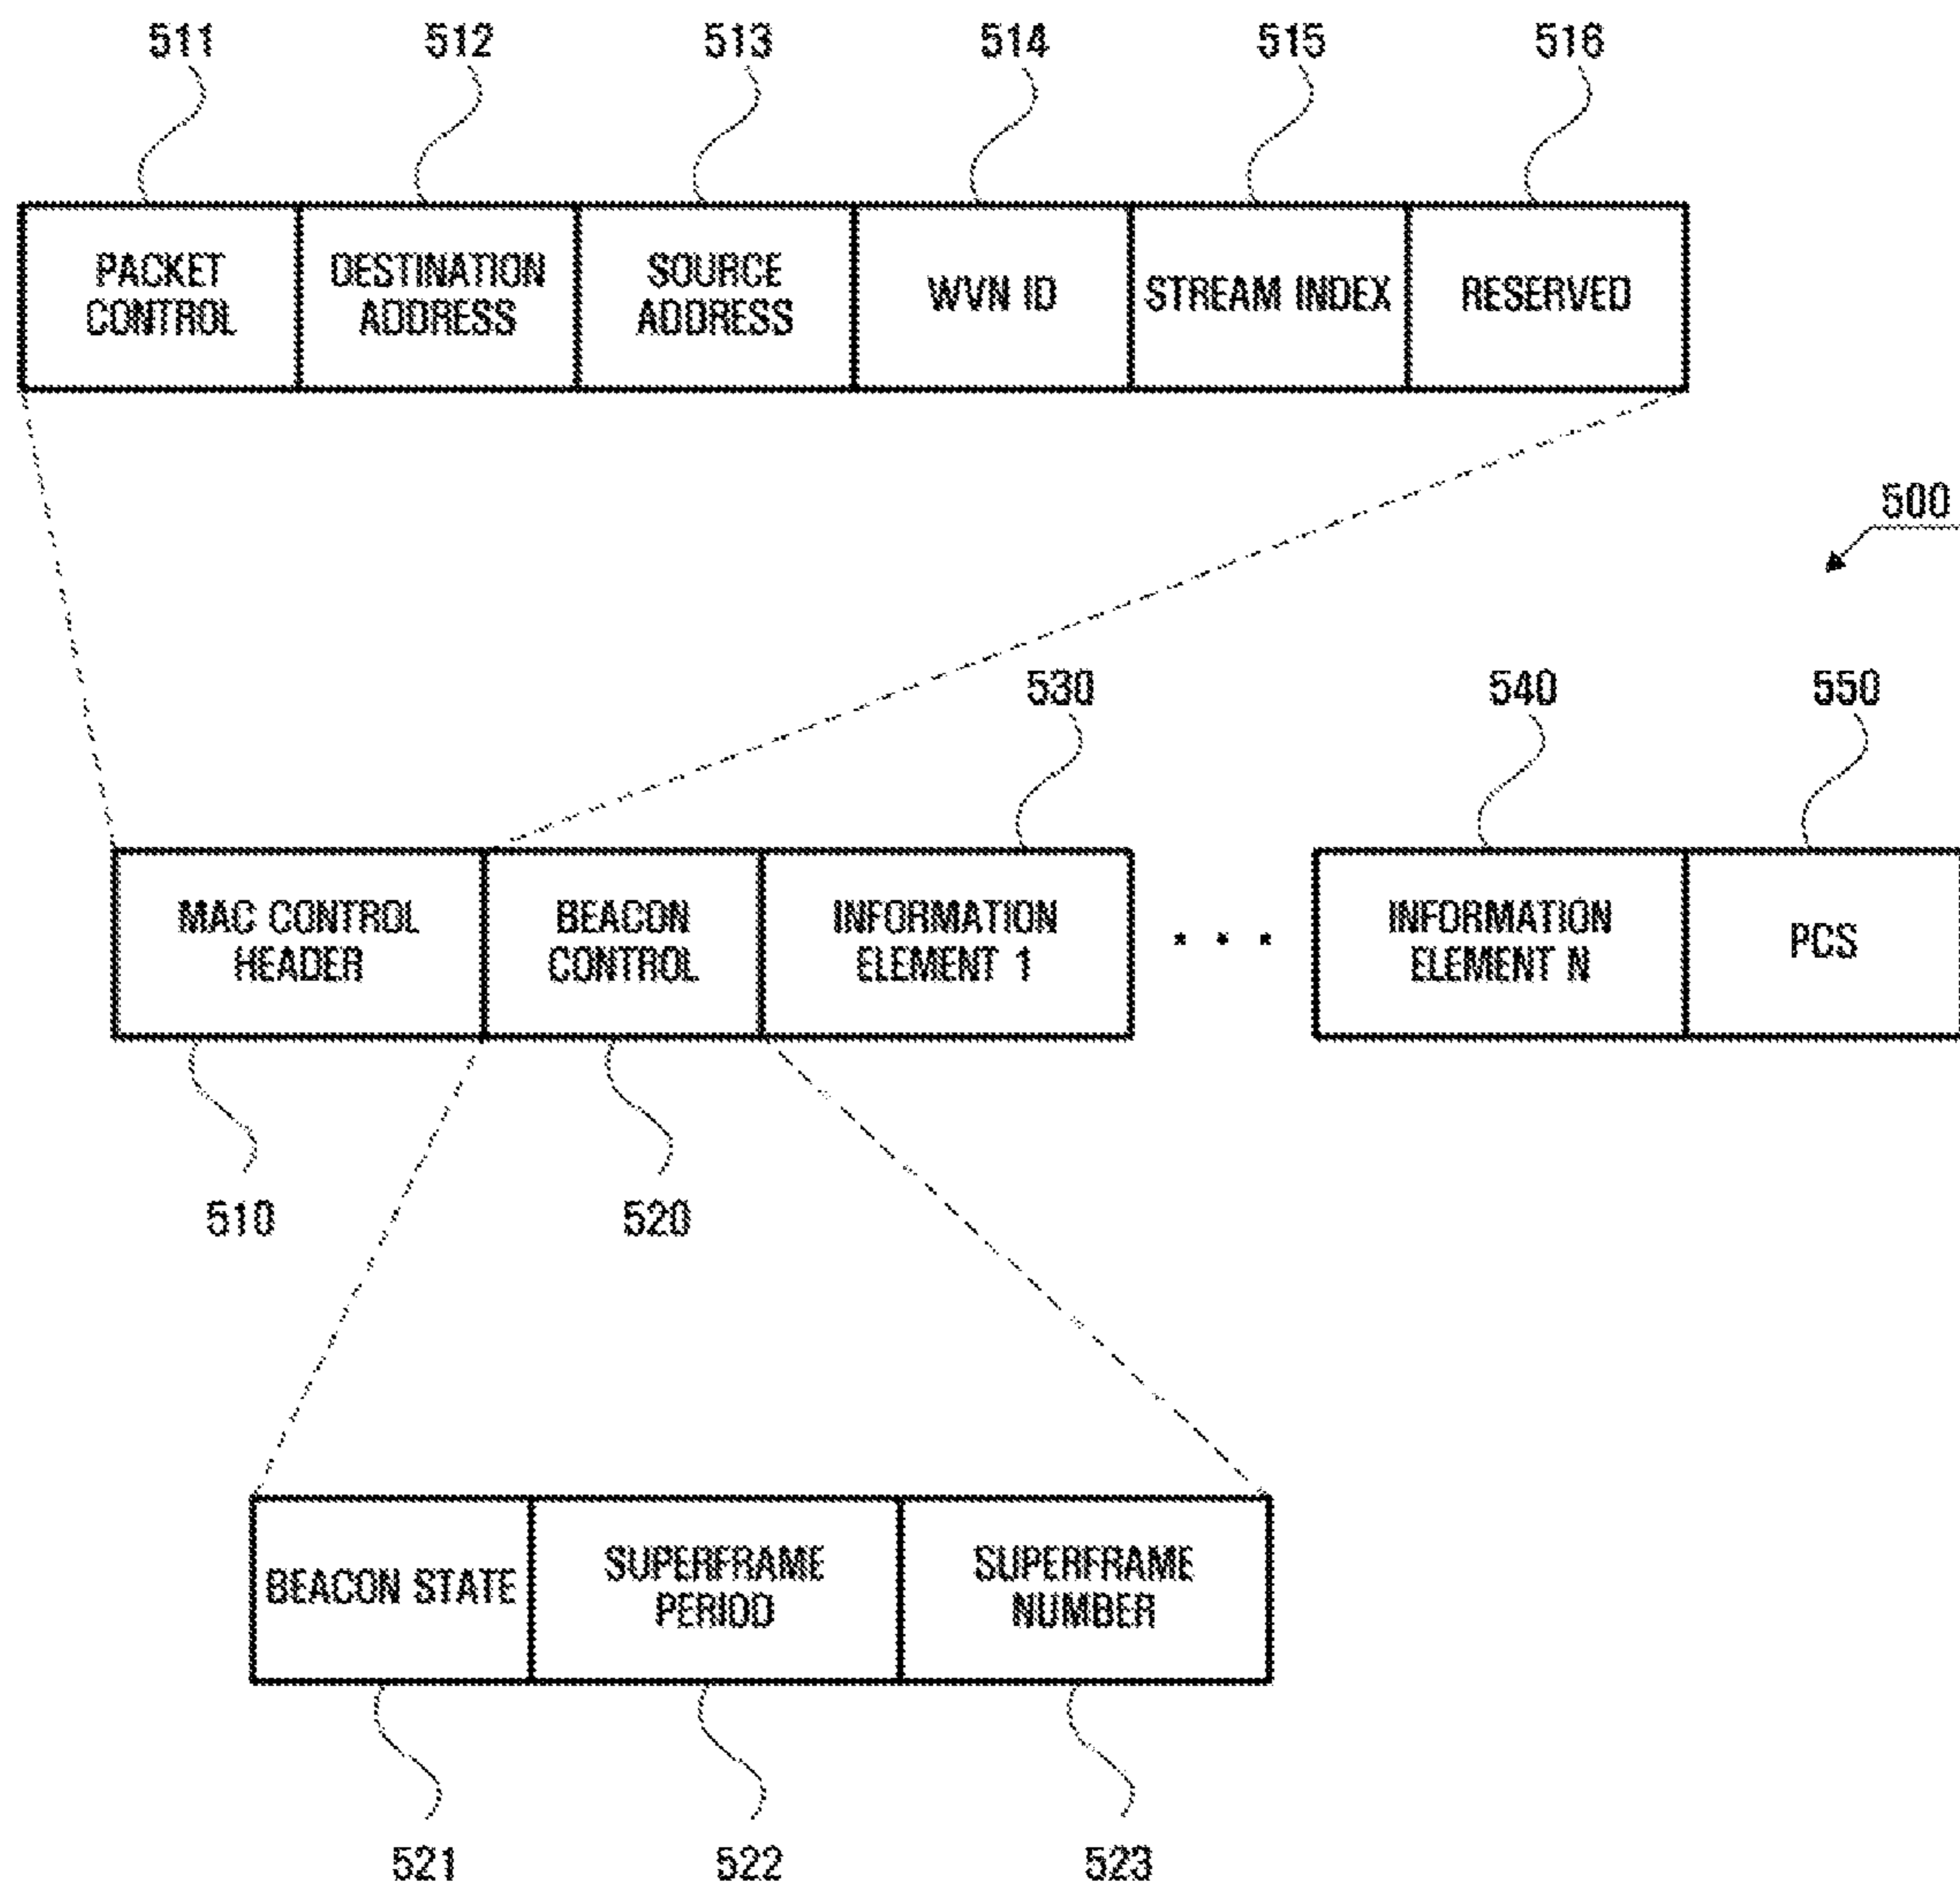 511 512 513 514 515 516
PACKET CONTROL
DESTINATION ADDRESS
SOURCE ADDRESS
WVN ID
STREAM INDEX
RESERVED
500
530 540 550
MAC CONTROL HEADER
BEACON CONTROL
INFORMATION ELEMENT 1
. . .
INFORMATION ELEMENT N
PCS
510 520
BEACON STATE
SUPERFRAME PERIOD
SUPERFRAME NUMBER
521 522 523